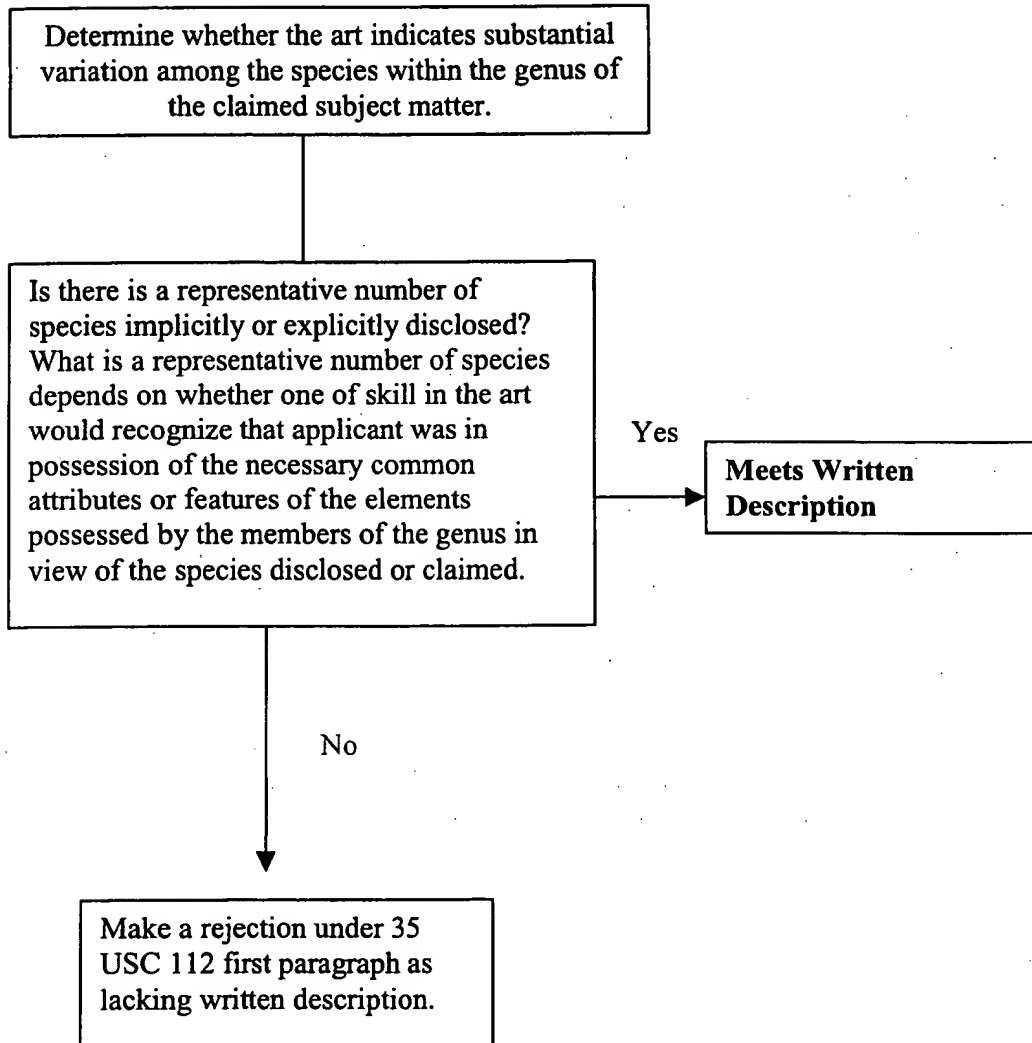 Determine whether the art indicates substantial
variation among the species within the genus of
the claimed subject matter.
Is there is a representative number of
species implicitly or explicitly disclosed?
What is a representative number of species
depends on whether one of skill in the art
would recognize that applicant was in
possession of the necessary common
attributes or features of the elements
possessed by the members of the genus in
view of the species disclosed or claimed.
Yes
Meets Written
Description
No
Make a rejection under 35
USC 112 first paragraph as
lacking written description.